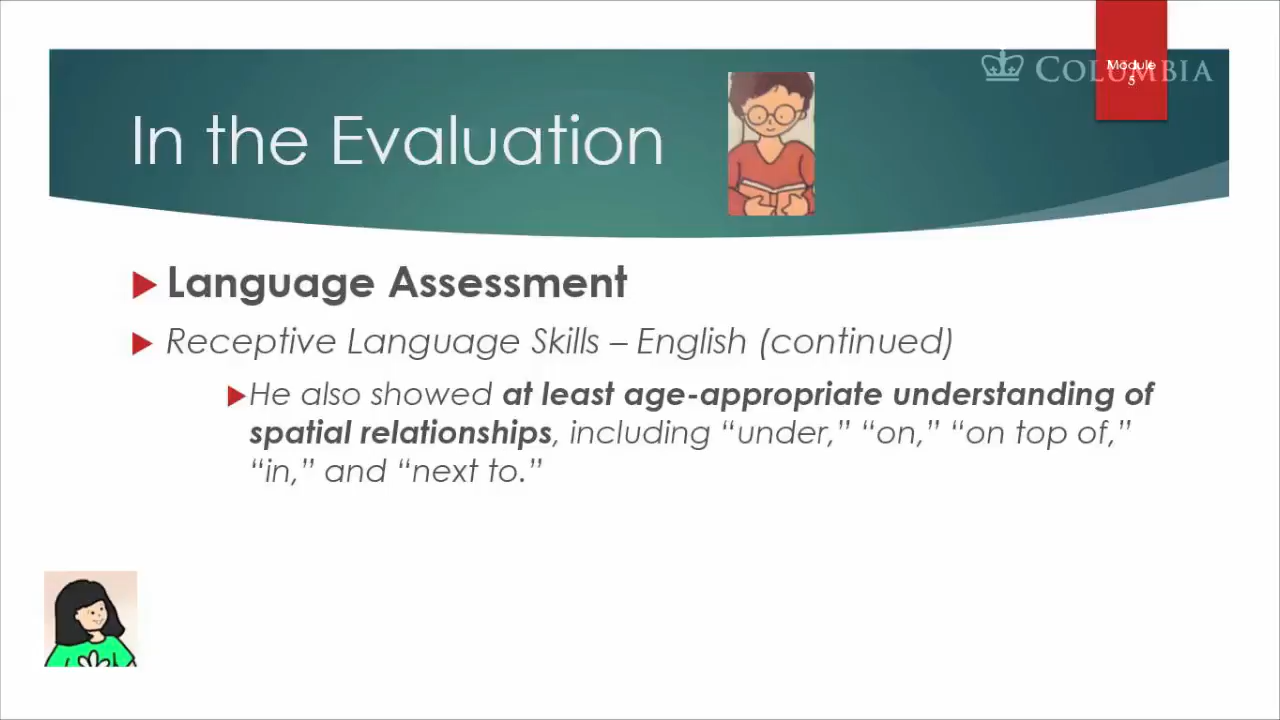 Module
5
COLUMBIA
In the Evaluation
Language Assessment
Receptive Language Skills – English (continued)
He also showed at least age-appropriate understanding of
spatial relationships, including “under,” “on,” “on top of,”
“in,” and “next to.”